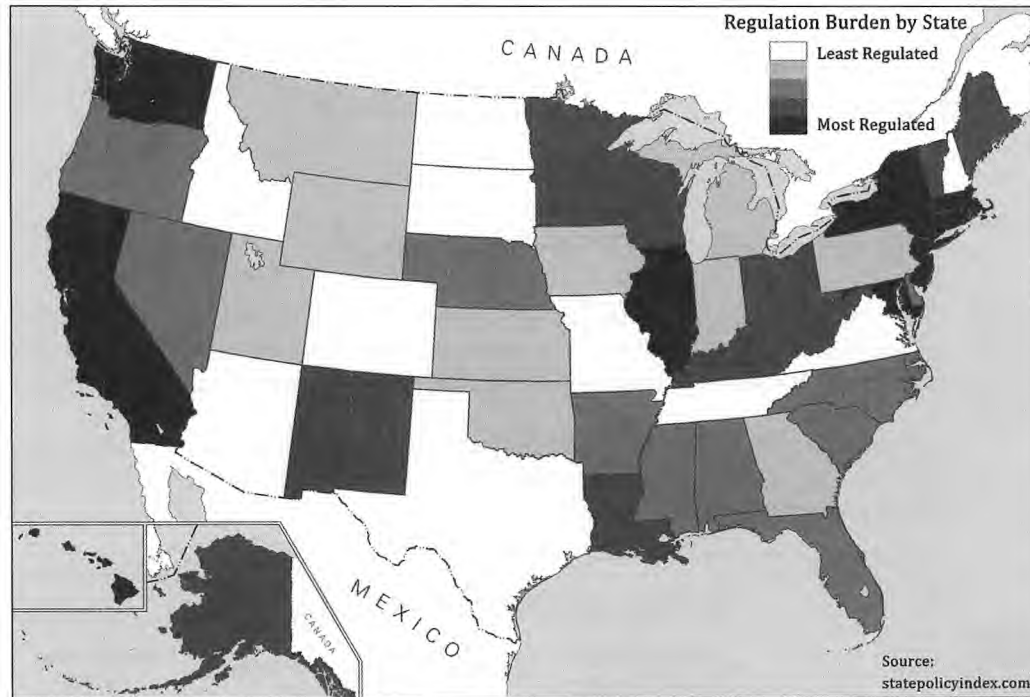 Regulation Burden by State
Least Regulated
Most Regulated
CANADA
MEXICO
CANADA
Source:
statepolicyindex.com